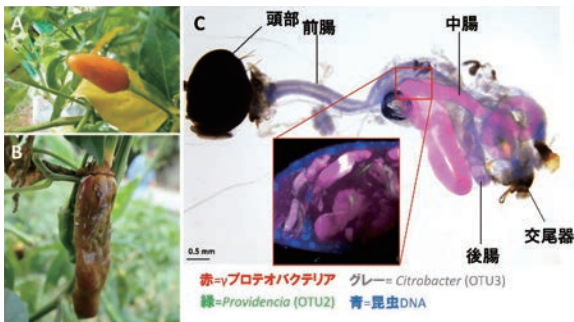 A
B
C
頭部
前腸
中腸
後腸
交尾器
0.5 mm
赤=γプロテオバクテリア
グレー= Citrobacter (OTU3)
緑=Providencia (OTU2)
青=昆虫DNA